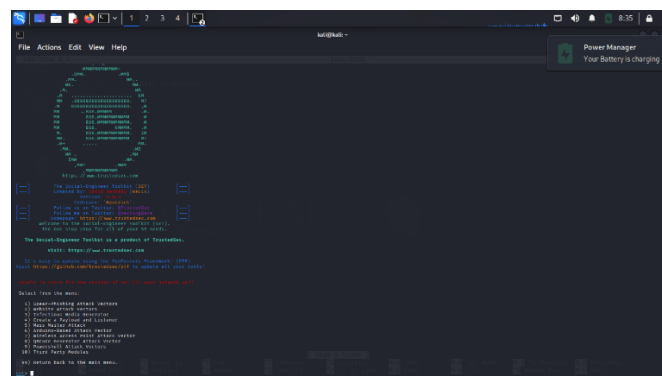 1 2 3 4
8:35
kali@kali: ~
File Actions Edit View Help
Power Manager
Your Battery is charging
https://www.trustedsec.com
[---] The Social-Engineer Toolkit (SET) [---]
[---] Created by: [---]
Follow us on Twitter:
Follow me on Twitter:
Homepage: https://www.trustedsec.com
Welcome to the Social-Engineer Toolkit (SET).
The one stop shop for all of your SE needs.
The Social-Engineer Toolkit is a product of TrustedSec.
Visit: https://www.trustedsec.com
It's easy to update using the PenTesters Framework! (PTF)
Visit https://github.com/trustedsec/ptf to update all your tools!
Select from the menu:
1) Spear-Phishing Attack Vectors
2) Website Attack Vectors
3) Infectious Media Generator
4) Create a Payload and Listener
5) Mass Mailer Attack
6) Arduino-Based Attack Vector
7) Wireless Access Point Attack Vector
8) QRCode Generator Attack Vector
9) Powershell Attack Vectors
10) Third Party Modules
99) Return back to the main menu.
set>